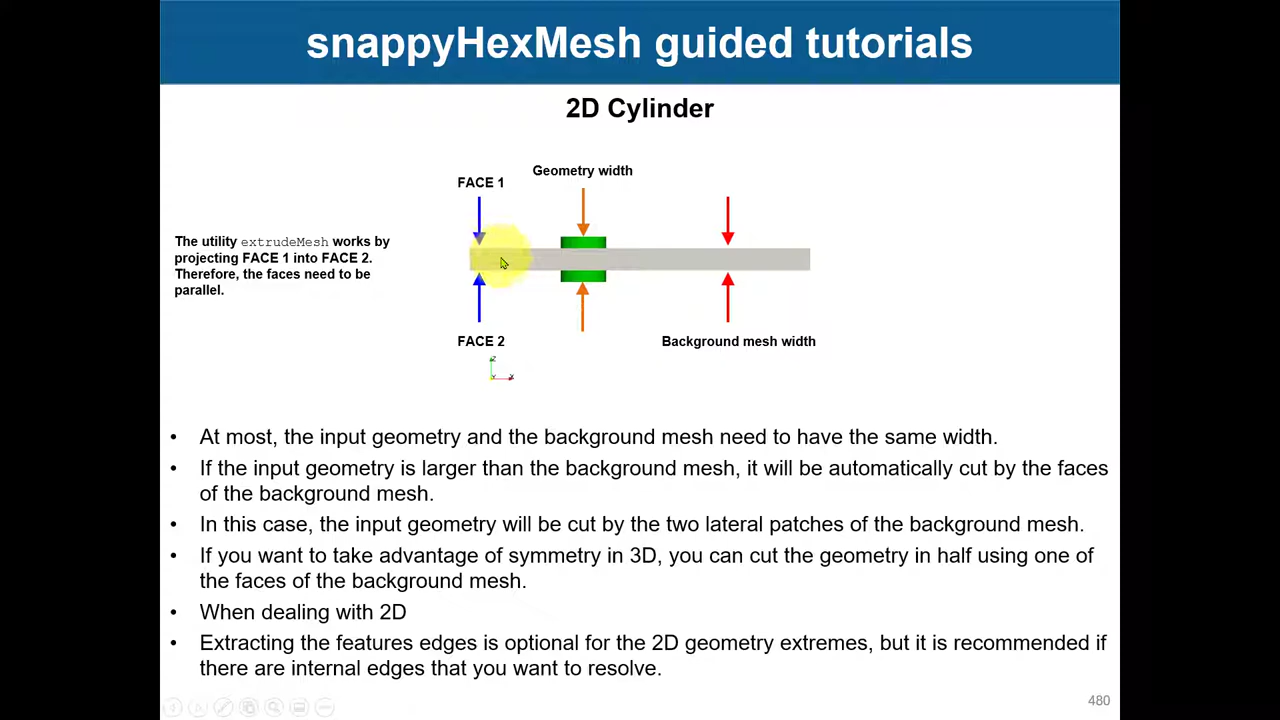 snappyHexMesh guided tutorials
2D Cylinder
Geometry width
FACE 1
The utility extrudeMesh works by
projecting FACE 1 into FACE 2.
Therefore, the faces need to be
parallel.
FACE 2
Background mesh width
Z
Y
X
• At most, the input geometry and the background mesh need to have the same width.
• If the input geometry is larger than the background mesh, it will be automatically cut by the faces
of the background mesh.
• In this case, the input geometry will be cut by the two lateral patches of the background mesh.
• If you want to take advantage of symmetry in 3D, you can cut the geometry in half using one of
the faces of the background mesh.
• When dealing with 2D
• Extracting the features edges is optional for the 2D geometry extremes, but it is recommended if
there are internal edges that you want to resolve.
480